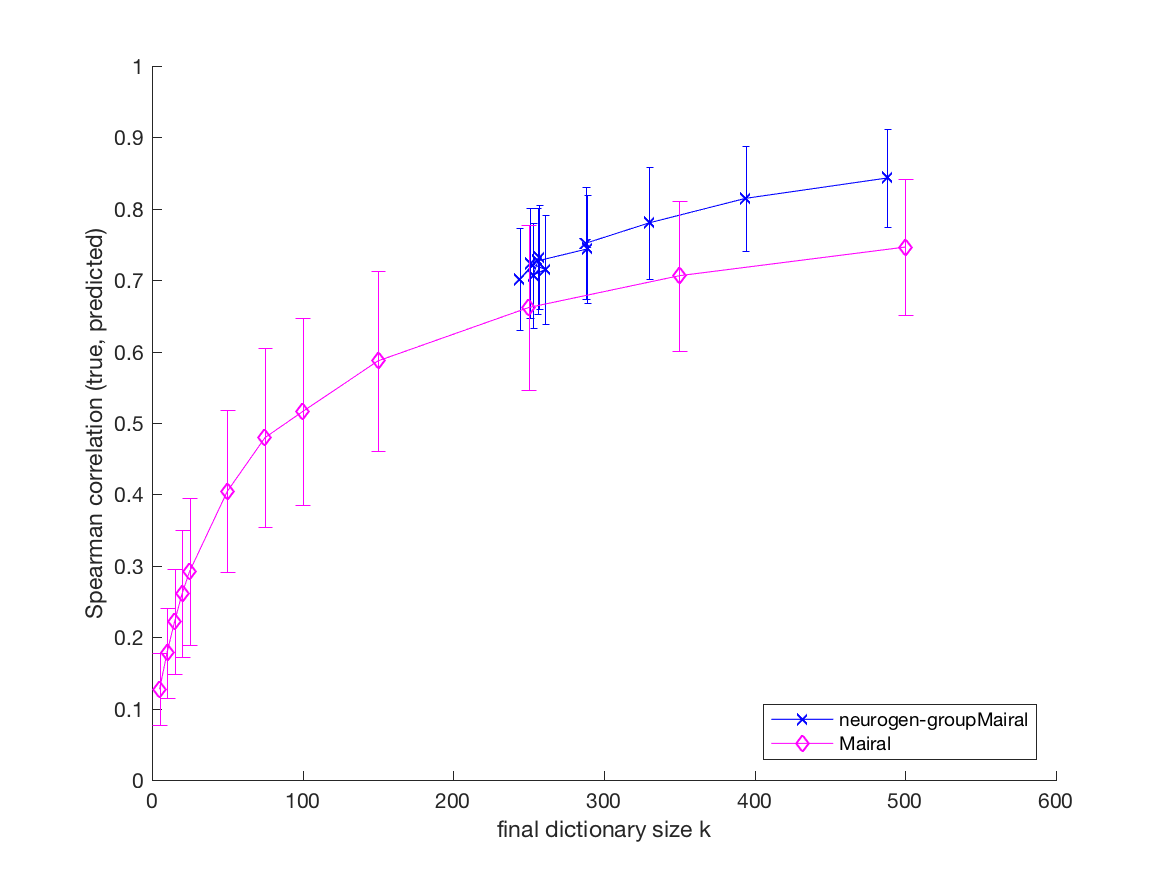 1
0.9
0.8
0.7
0.6
0.5
0.4
0.3
0.2
0.1
0
Spearman correlation (true, predicted)
0 100 200 300 400 500 600
final dictionary size k
neurogen-groupMairal
Mairal